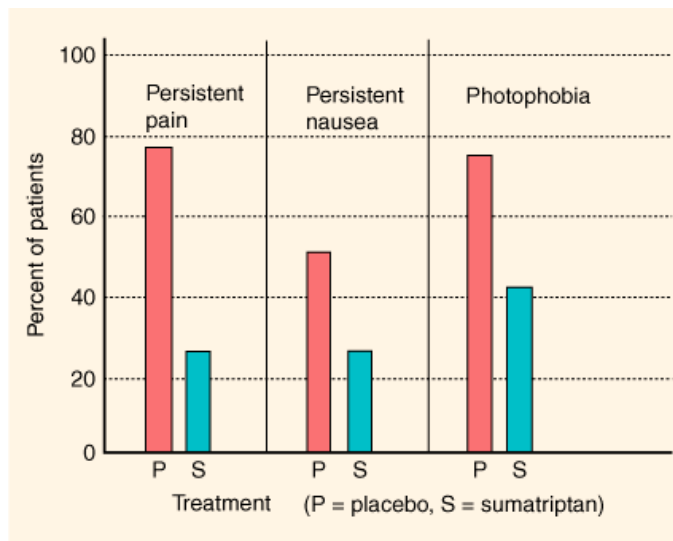 100
80
60
40
20
0
Percent of patients
Persistent
pain
Persistent
nausea
Photophobia
P S P S P S
Treatment (P = placebo, S = sumatriptan)